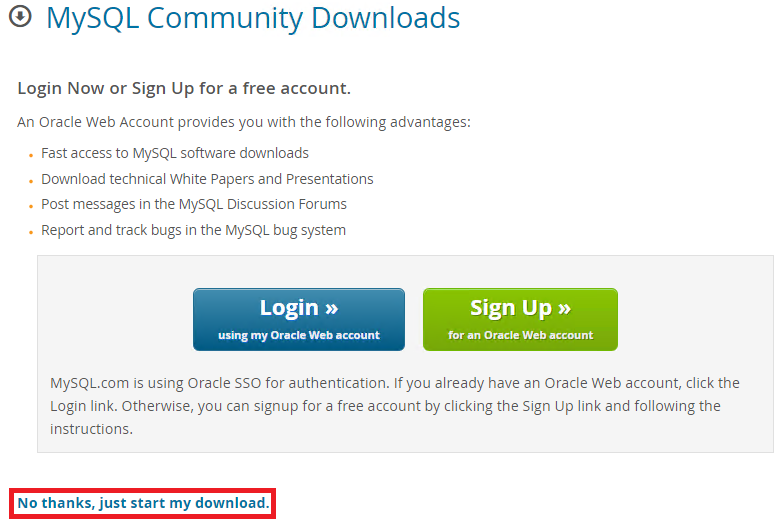 MySQL Community Downloads
Login Now or Sign Up for a free account.
An Oracle Web Account provides you with the following advantages:
Fast access to MySQL software downloads
Download technical White Papers and Presentations
Post messages in the MySQL Discussion Forums
Report and track bugs in the MySQL bug system
Login »
using my Oracle Web account
Sign Up »
for an Oracle Web account
MySQL.com is using Oracle SSO for authentication. If you already have an Oracle Web account, click the
Login link. Otherwise, you can signup for a free account by clicking the Sign Up link and following the
instructions.
No thanks, just start my download.